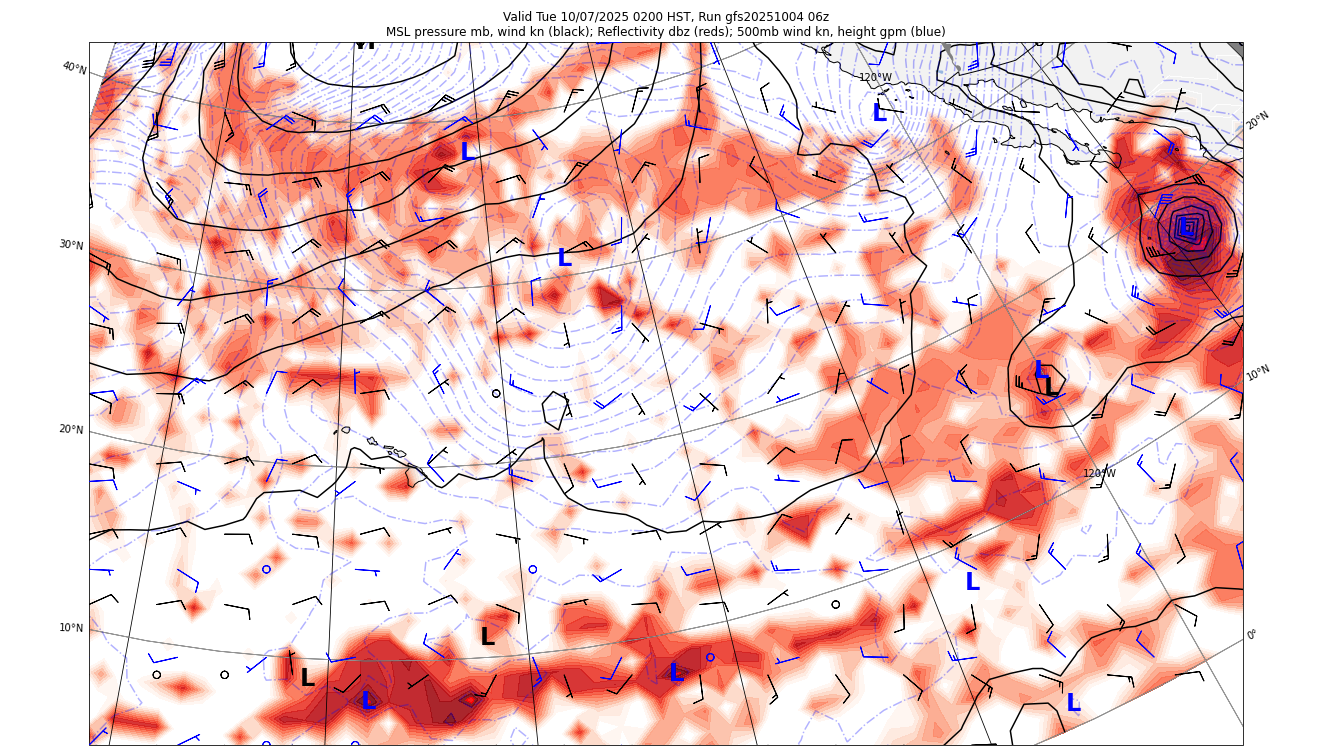 Valid Tue 10/07/2025 0200 HST, Run gfs20251004 06z
MSL pressure mb, wind kn (black); Reflectivity dbz (reds); 500mb wind kn, height gpm (blue)
40°N
120°W
L
20°N
L
30°N
L
L
10°N
L
L
20°N
120°W
L
10°N
L
0°
L
L
L
L